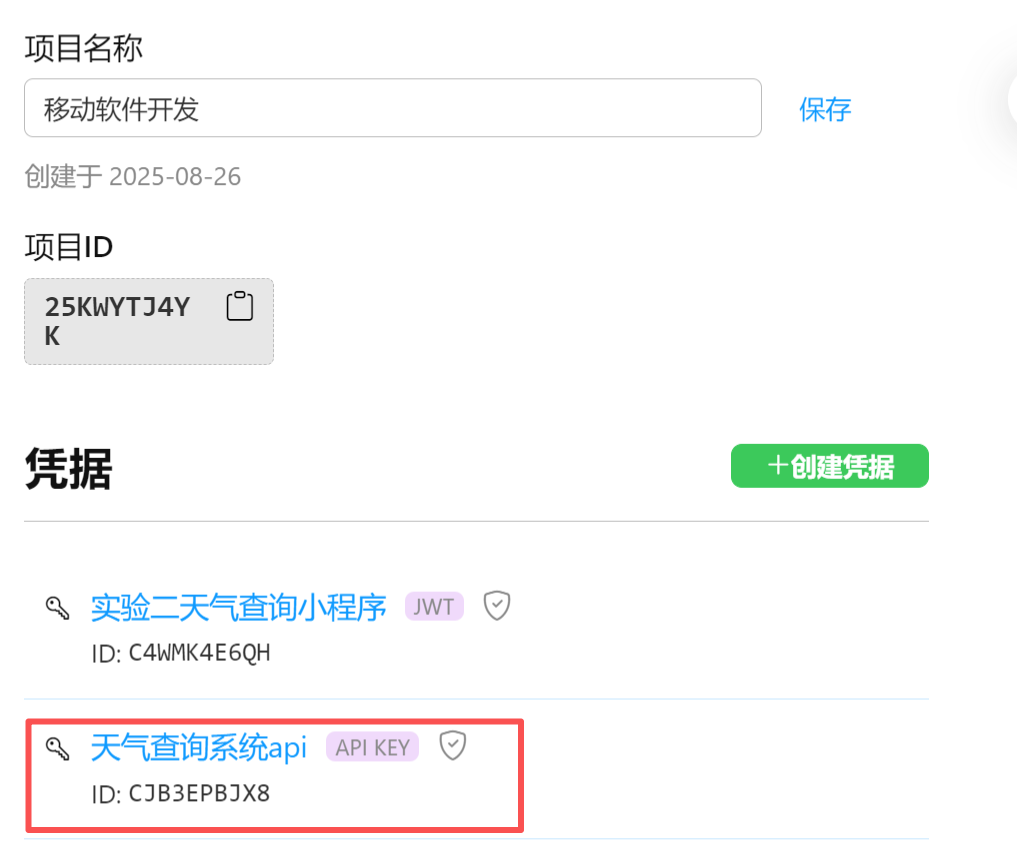 项目名称
移动软件开发
保存
创建于 2025-08-26
项目ID
25KWYTJ4Y
K
凭据
+创建凭据
实验二天气查询小程序 JWT
ID: C4WMK4E6QH
天气查询系统api API KEY
ID: CJB3EPBJX8